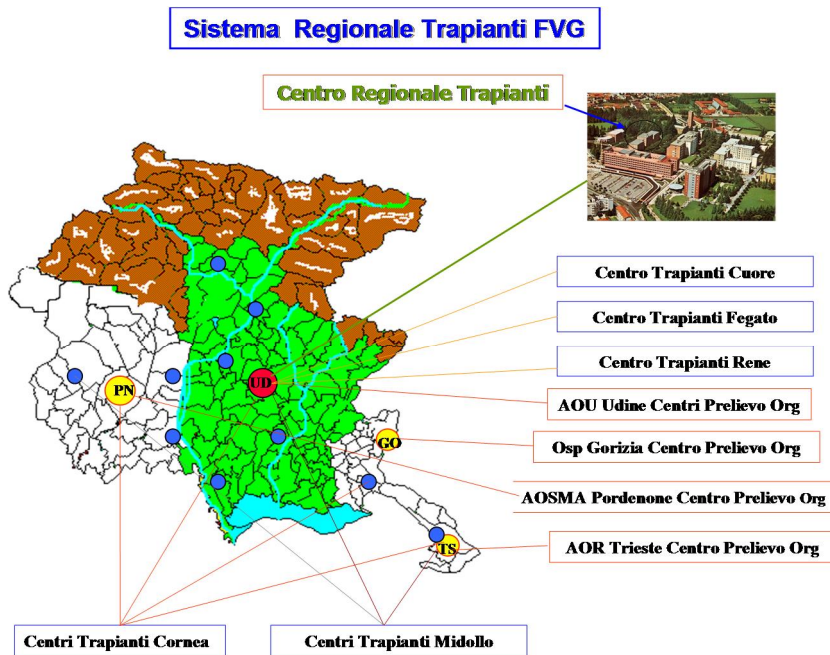 Sistema Regionale Trapianti FVG
Centro Regionale Trapianti
Centro Trapianti Cuore
Centro Trapianti Fegato
Centro Trapianti Rene
AOU Udine Centri Prelievo Org
Osp Gorizia Centro Prelievo Org
AOSMA Pordenone Centro Prelievo Org
AOR Trieste Centro Prelievo Org
PN
UD
GO
TS
Centri Trapianti Cornea
Centri Trapianti Midollo